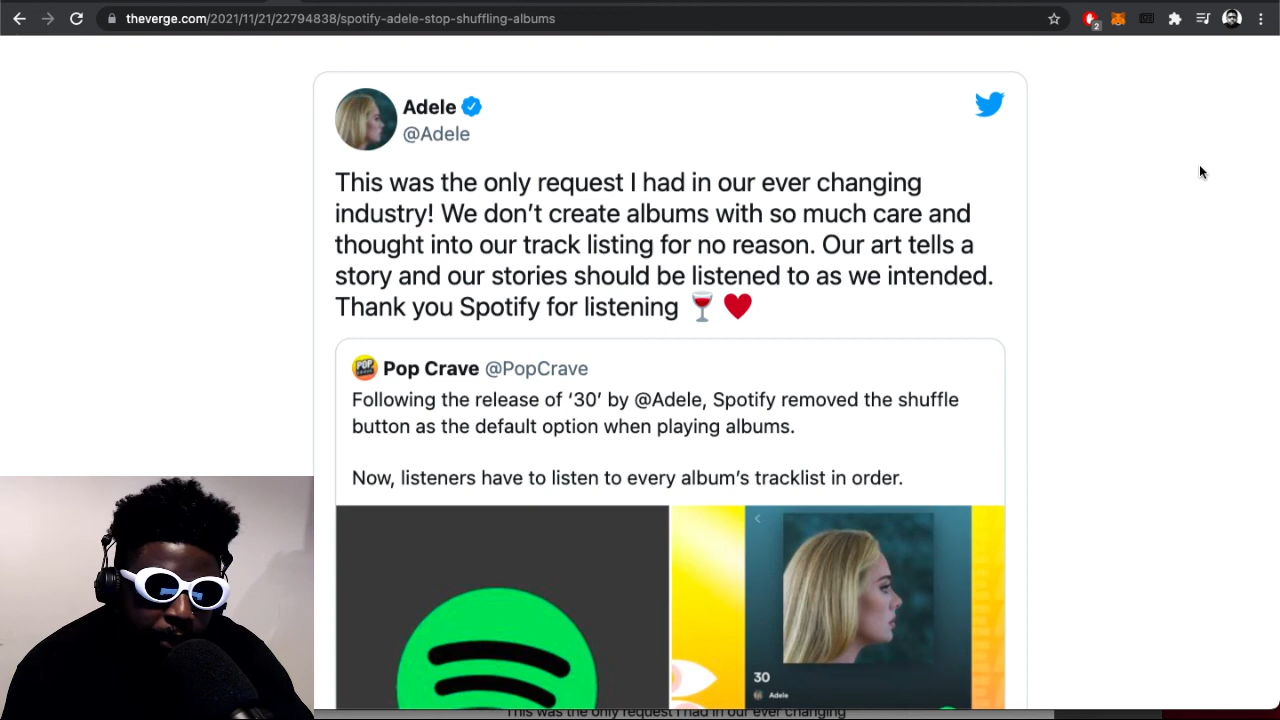 theverge.com/2021/11/21/22794838/spotify-adele-stop-shuffling-albums
2
Adele
@Adele
This was the only request I had in our ever changing
industry! We don’t create albums with so much care and
thought into our track listing for no reason. Our art tells a
story and our stories should be listened to as we intended.
Thank you Spotify for listening 🍷 ♥️
POP CRAVE
Pop Crave @PopCrave
Following the release of ‘30’ by @Adele, Spotify removed the shuffle
button as the default option when playing albums.
Now, listeners have to listen to every album’s tracklist in order.
30
Adele
This was the only request I had in our ever changing